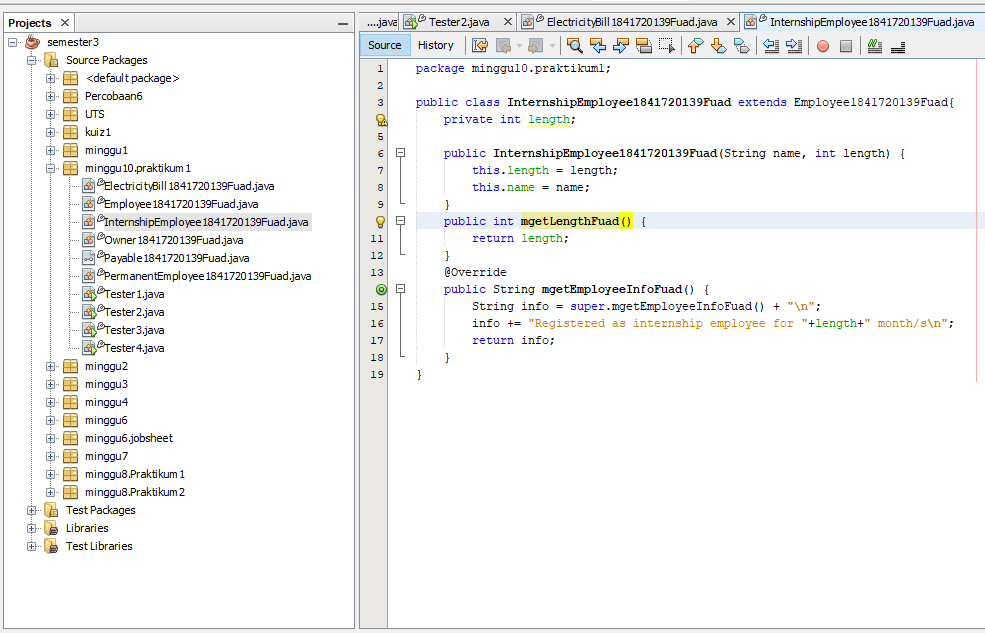 Projects
semester3
Source Packages
<default package>
Percobaan6
UTS
kuiz1
minggu1
minggu10.praktikum1
ElectricityBill1841720139Fuad.java
Employee1841720139Fuad.java
InternshipEmployee1841720139Fuad.java
Owner1841720139Fuad.java
Payable1841720139Fuad.java
PermanentEmployee1841720139Fuad.java
Tester1.java
Tester2.java
Tester3.java
Tester4.java
minggu2
minggu3
minggu4
minggu6
minggu6.jobsheet
minggu7
minggu8.Praktikum1
minggu8.Praktikum2
Test Packages
Libraries
Test Libraries
....java Tester2.java ElectricityBill1841720139Fuad.java InternshipEmployee1841720139Fuad.java
Source History
1 package minggu10.praktikum1;
2
3 public class InternshipEmployee1841720139Fuad extends Employee1841720139Fuad{
private int length;
5
6 public InternshipEmployee1841720139Fuad(String name, int length) {
7 this.length = length;
8 this.name = name;
9 }
public int mgetLengthFuad() {
11 return length;
12 }
13 @Override
public String mgetEmployeeInfoFuad() {
15 String info = super.mgetEmployeeInfoFuad() + "\n";
16 info += "Registered as internship employee for "+length+" month/s\n";
17 return info;
18 }
19 }